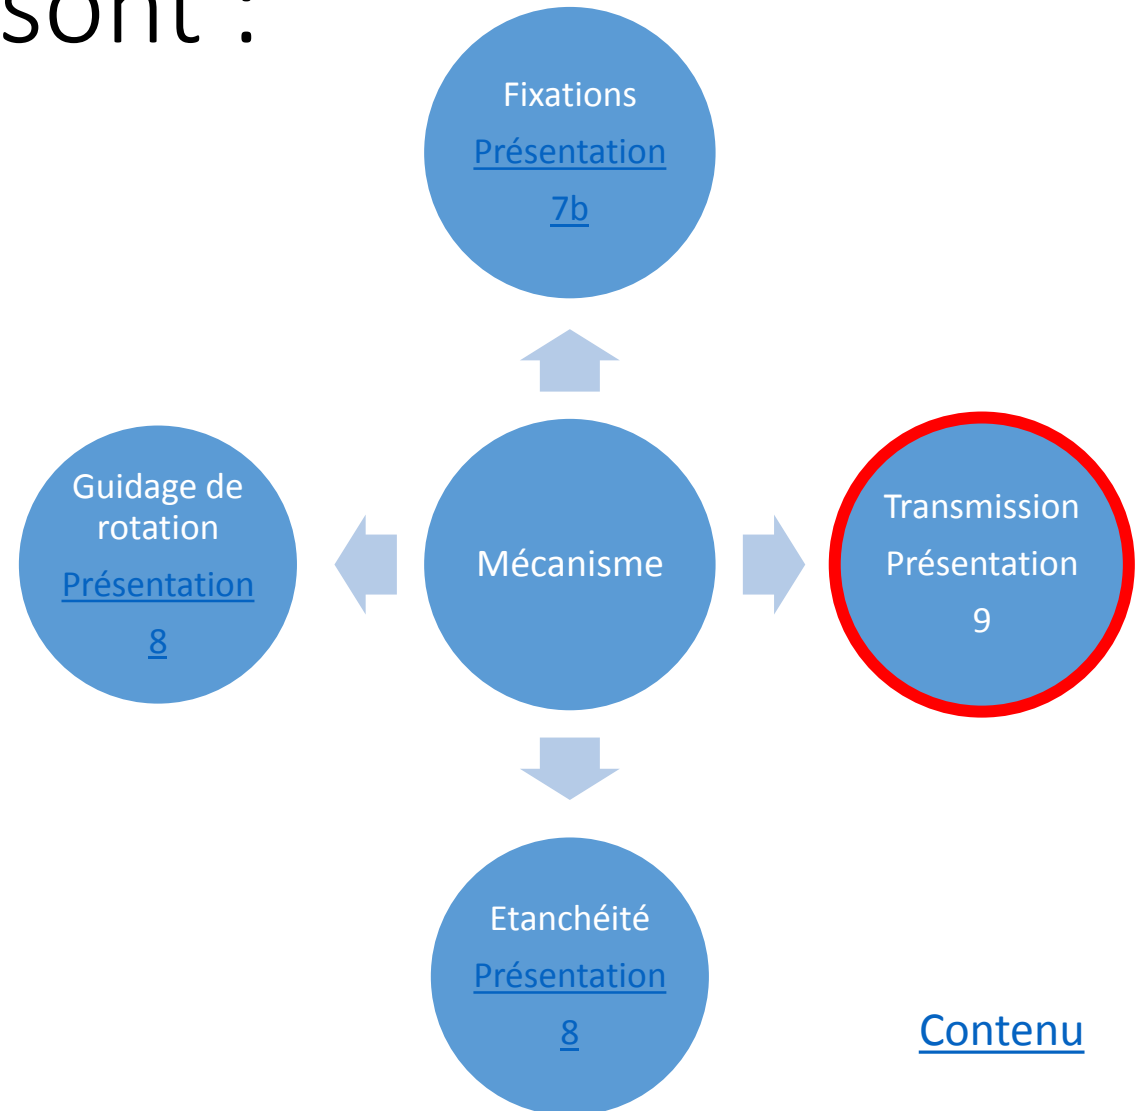 sont :
Fixations
Présentation
7b
Guidage de
rotation
Présentation
8
Mécanisme
Transmission
Présentation
9
Etanchéité
Présentation
8
Contenu